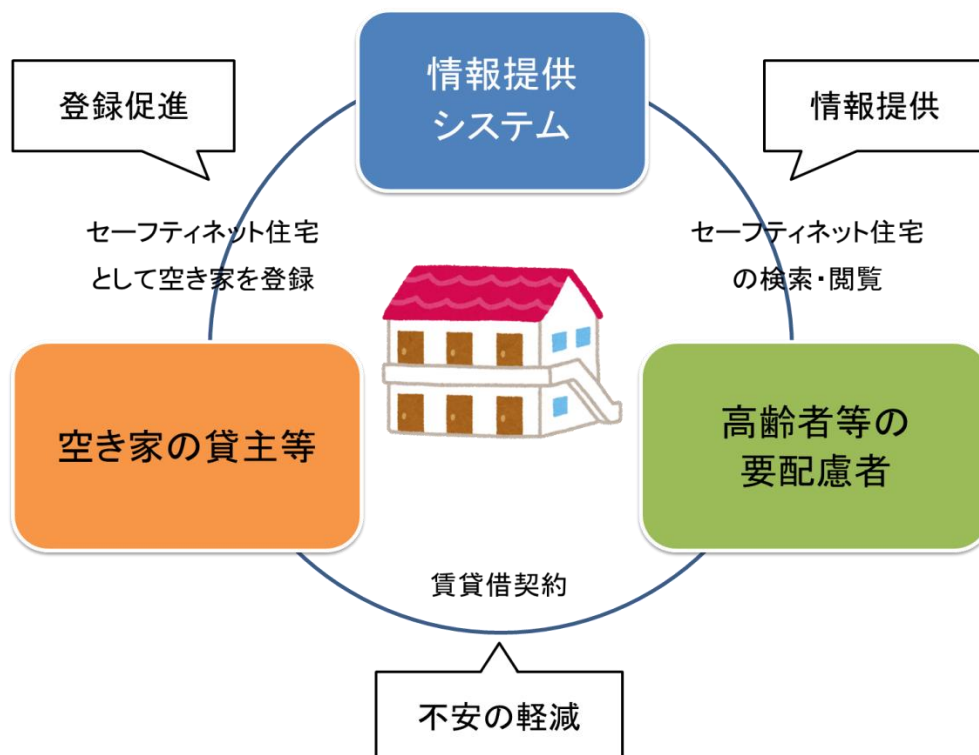 情報提供
システム
登録促進
情報提供
セーフティネット住宅
として空き家を登録
セーフティネット住宅
の検索・閲覧
空き家の貸主等
高齢者等の
要配慮者
賃貸借契約
不安の軽減